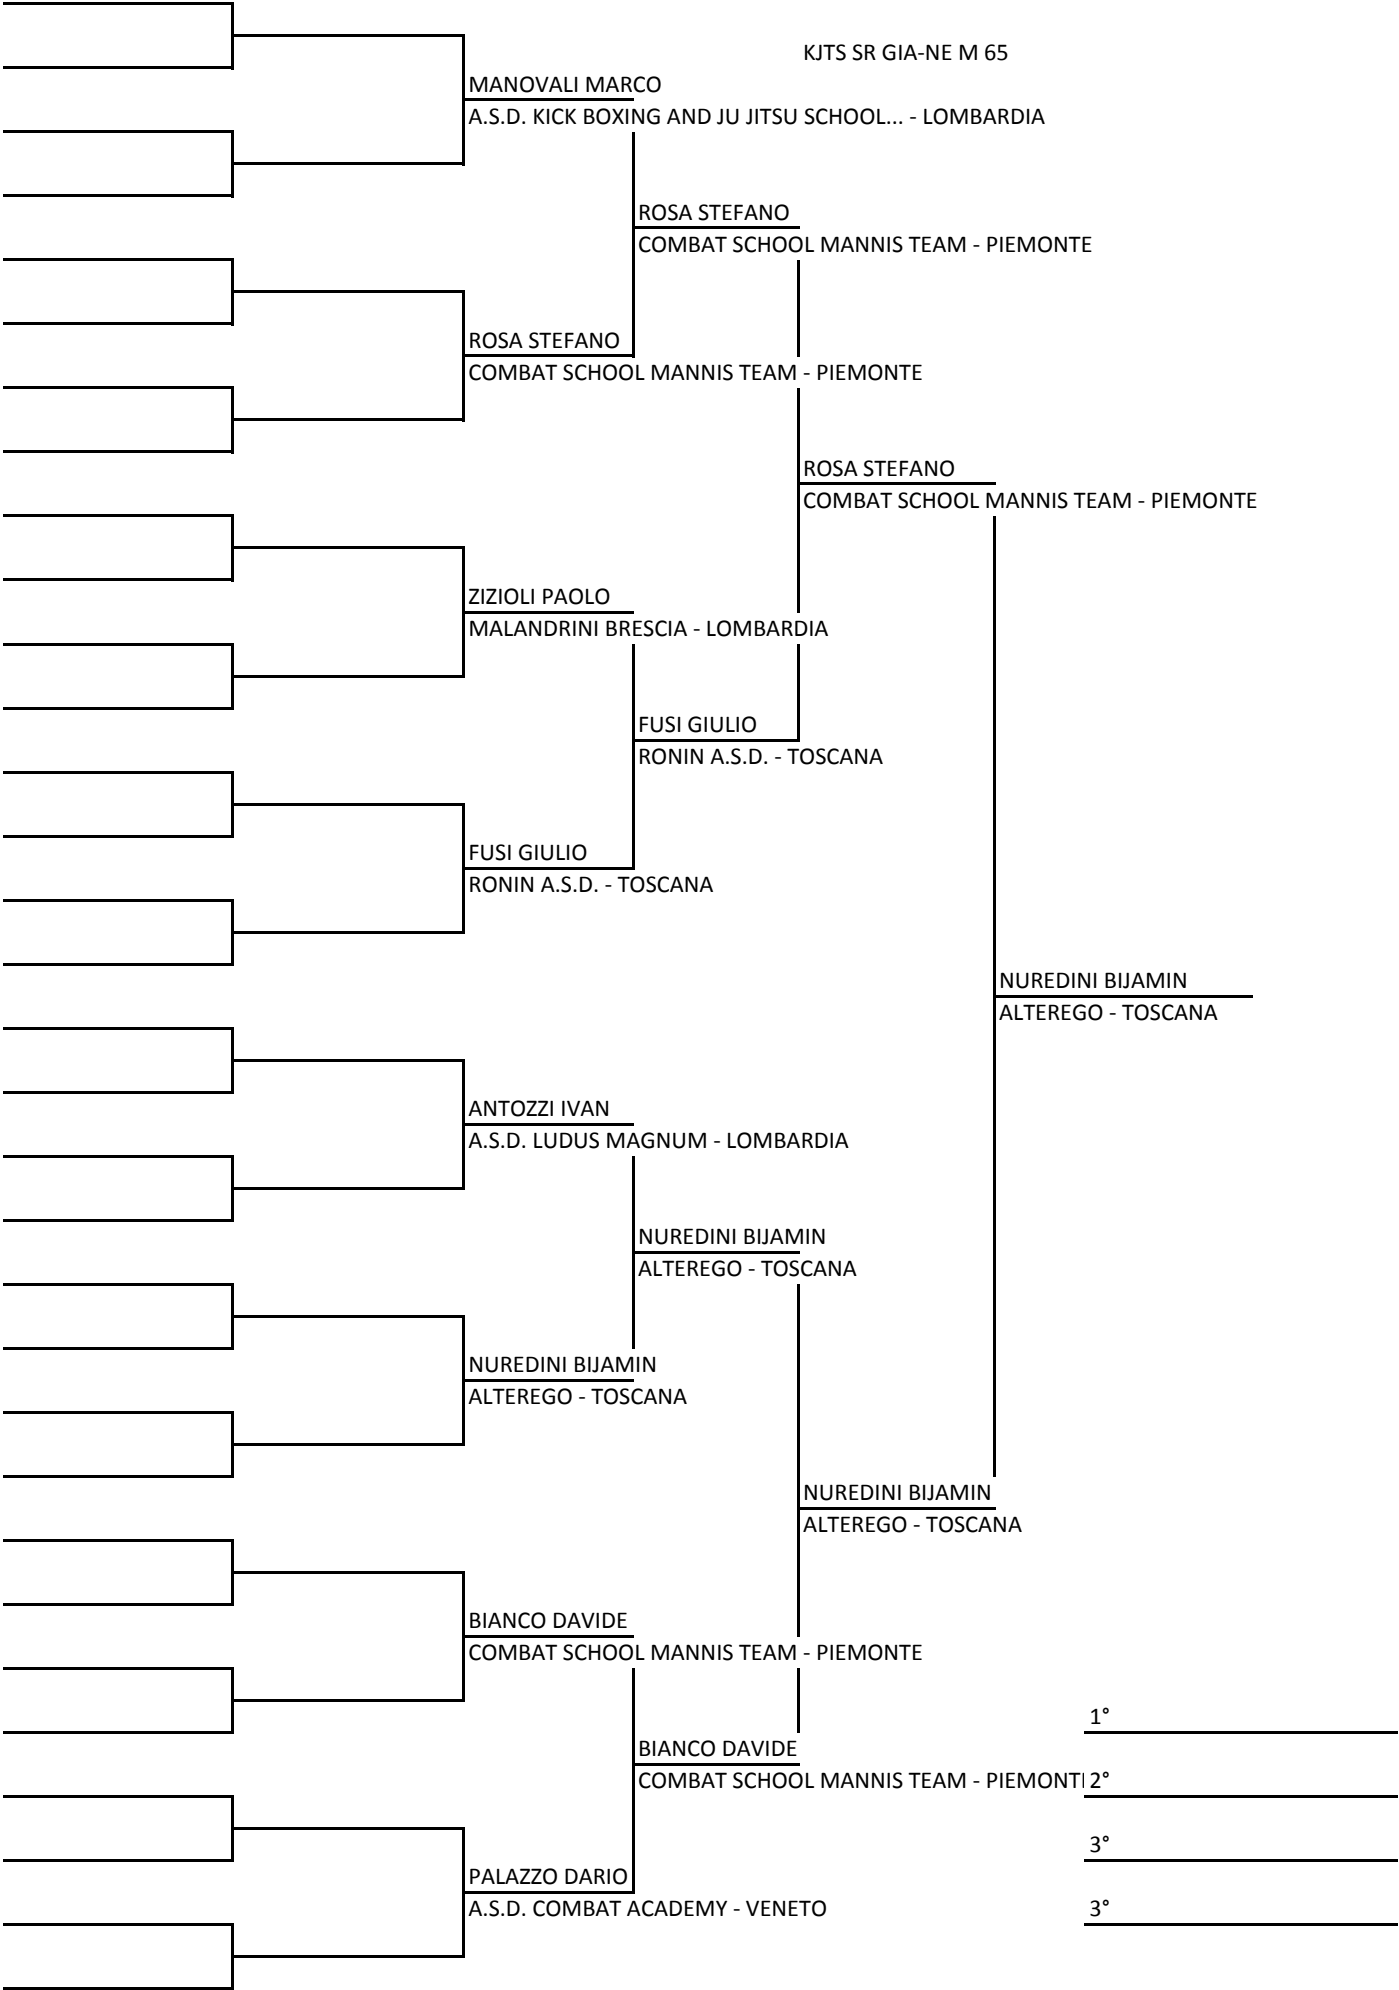 KJTS SR GIA-NE M 65
MANOVALI MARCO
A.S.D. KICK BOXING AND JU JITSU SCHOOL... - LOMBARDIA
ROSA STEFANO
COMBAT SCHOOL MANNIS TEAM - PIEMONTE
ROSA STEFANO
COMBAT SCHOOL MANNIS TEAM - PIEMONTE
ROSA STEFANO
COMBAT SCHOOL MANNIS TEAM - PIEMONTE
ZIZIOLI PAOLO
MALANDRINI BRESCIA - LOMBARDIA
FUSI GIULIO
RONIN A.S.D. - TOSCANA
FUSI GIULIO
RONIN A.S.D. - TOSCANA
NUREDINI BIJAMIN
ALTEREGO - TOSCANA
ANTOZZI IVAN
A.S.D. LUDUS MAGNUM - LOMBARDIA
NUREDINI BIJAMIN
ALTEREGO - TOSCANA
NUREDINI BIJAMIN
ALTEREGO - TOSCANA
NUREDINI BIJAMIN
ALTEREGO - TOSCANA
BIANCO DAVIDE
COMBAT SCHOOL MANNIS TEAM - PIEMONTE
1°
BIANCO DAVIDE
COMBAT SCHOOL MANNIS TEAM - PIEMONT
2°
3°
PALAZZO DARIO
A.S.D. COMBAT ACADEMY - VENETO
3°